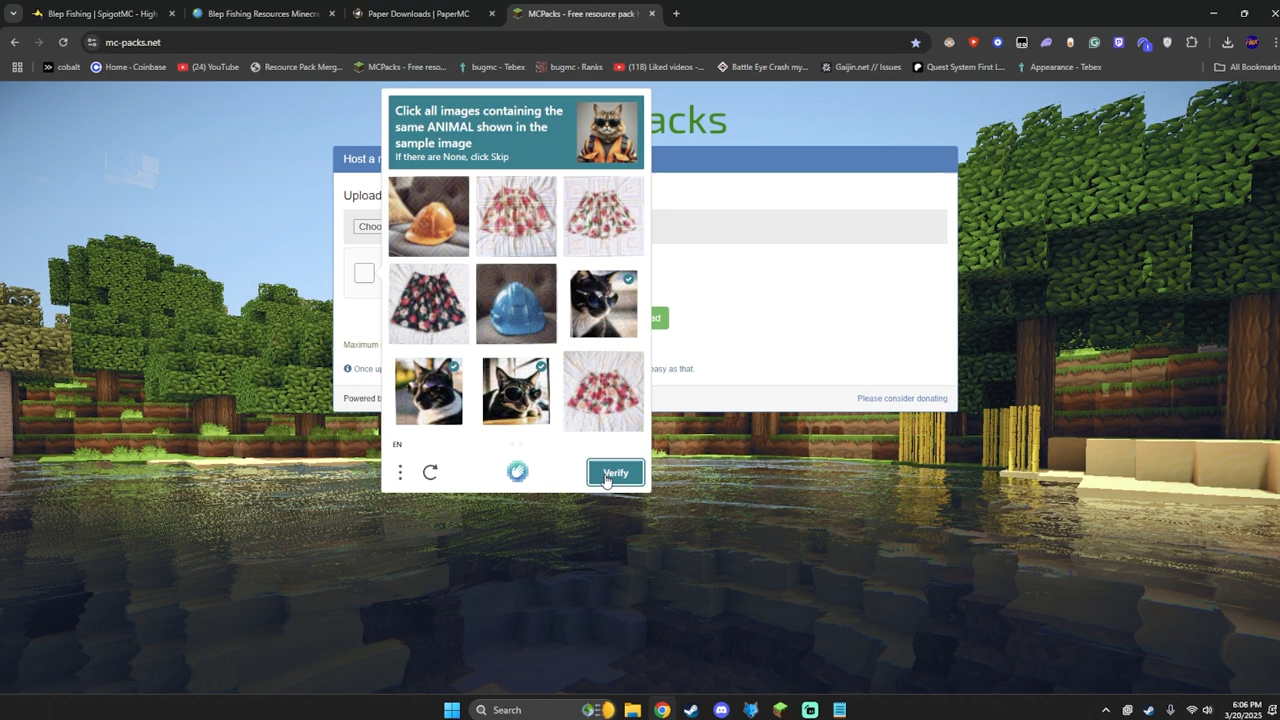 Blep Fishing | SpigotMC - High
Blep Fishing Resources Minecra
Paper Downloads | PaperMC
MCPacks - Free resource pack h
mc-packs.net
cobalt
Home - Coinbase
(24) YouTube
Resource Pack Merg...
MCPacks - Free reso...
bugmc - Tebex
bugmc - Ranks
(118) Liked videos -...
Battle Eye Crash my...
Gaijin.net // Issues
Quest System First L...
Appearance - Tebex
All Bookmarks
acks
Host a r
Click all images containing the
same ANIMAL shown in the
sample image
If there are None, click Skip
Upload
Choo
ad
Maximum
Once up
easy as that.
Powered b
Please consider donating
EN
Verify
Search
6:06 PM
3/20/2025